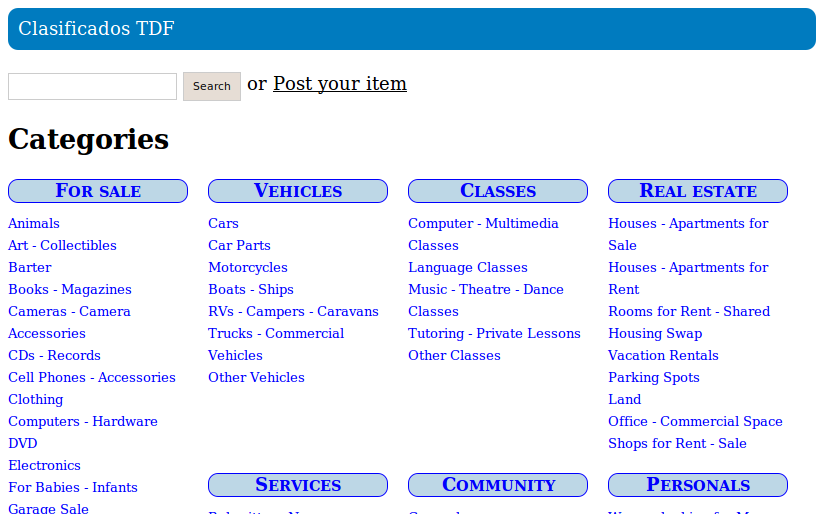 Clasificados TDF
Search or Post your item
Categories
FOR SALE
Animals
Art - Collectibles
Barter
Books - Magazines
Cameras - Camera
Accessories
CDs - Records
Cell Phones - Accessories
Clothing
Computers - Hardware
DVD
Electronics
For Babies - Infants
Garage Sale
VEHICLES
Cars
Car Parts
Motorcycles
Boats - Ships
RVs - Campers - Caravans
Trucks - Commercial
Vehicles
Other Vehicles
SERVICES
CLASSES
Computer - Multimedia
Classes
Language Classes
Music - Theatre - Dance
Classes
Tutoring - Private Lessons
Other Classes
COMMUNITY
REAL ESTATE
Houses - Apartments for
Sale
Houses - Apartments for
Rent
Rooms for Rent - Shared
Housing Swap
Vacation Rentals
Parking Spots
Land
Office - Commercial Space
Shops for Rent - Sale
PERSONALS